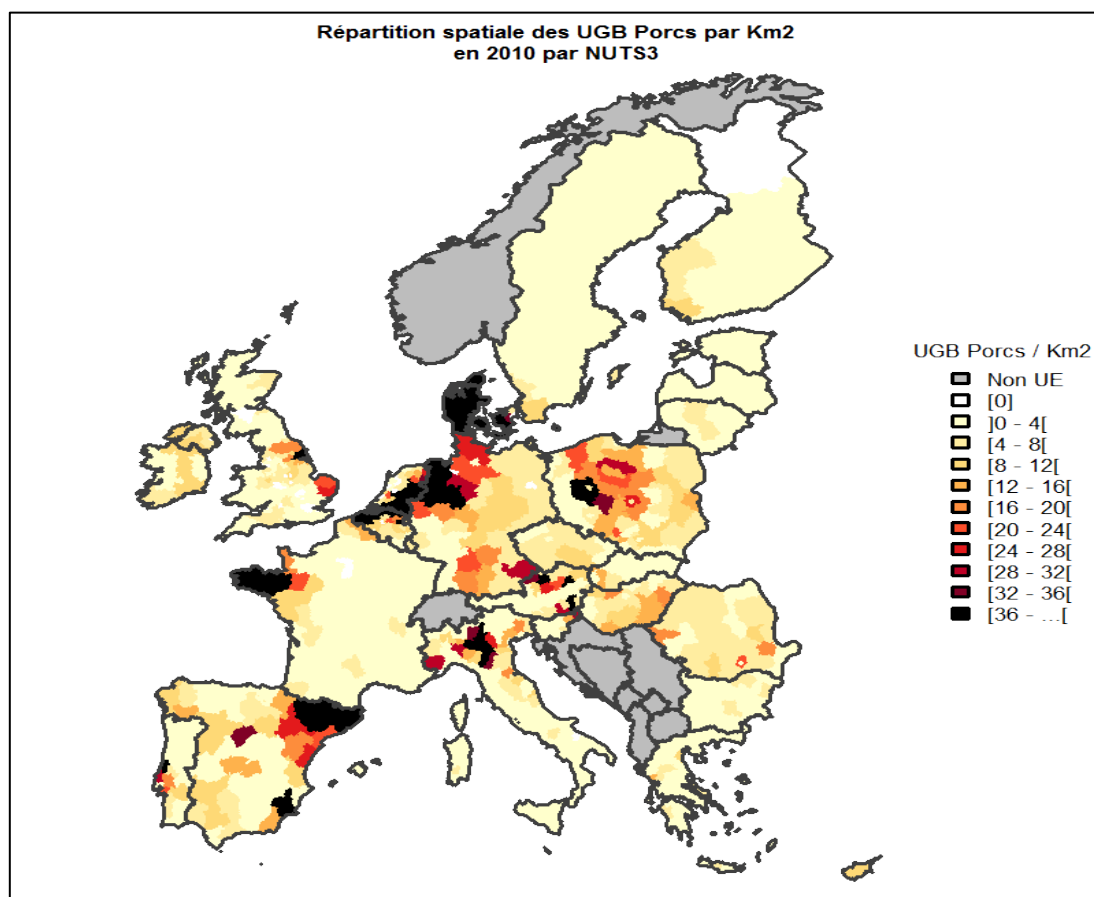 Répartition spatiale des UGB Porcs par Km2
en 2010 par NUTS3
UGB Porcs / Km2
Non UE
[0]
]0 - 4[
[4 - 8[
[8 - 12[
[12 - 16[
[16 - 20[
[20 - 24[
[24 - 28[
[28 - 32[
[32 - 36[
[36 - ...[